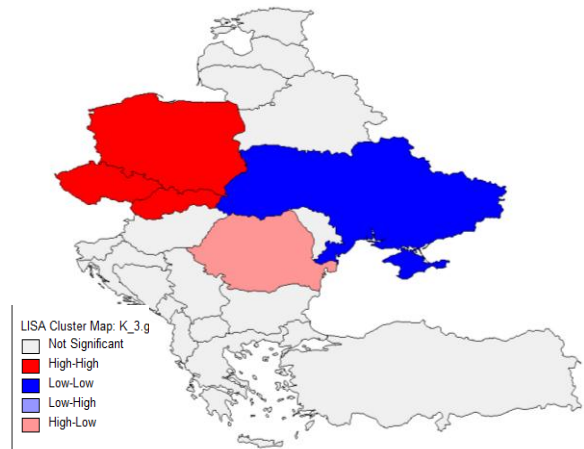 LISA Cluster Map: K_3.g
Not Significant
High-High
Low-Low
Low-High
High-Low